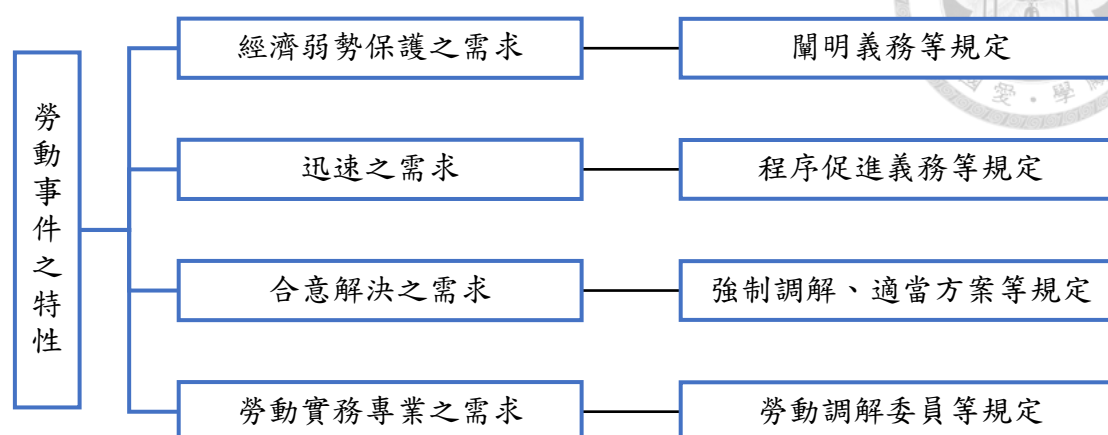 勞動事件之特性
經濟弱勢保護之需求
闡明義務等規定
迅速之需求
程序促進義務等規定
合意解決之需求
強制調解、適當方案等規定
勞動實務專業之需求
勞動調解委員等規定
愛・學